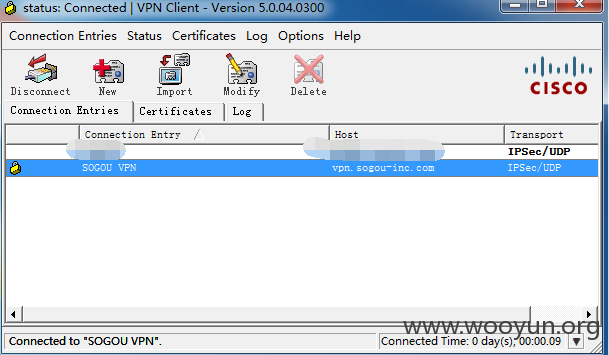 status: Connected | VPN Client - Version 5.0.04.0300
Connection Entries Status Certificates Log Options Help
Disconnect New Import Modify Delete
CISCO
Connection Entries Certificates Log
Connection Entry / Host Transport
IPSec/UDP
SOGOU VPN vpn.sogou-inc.com IPSec/UDP
www.wooyun.org
Connected to "SOGOU VPN". Connected Time: 0 day(s), 00:00.09